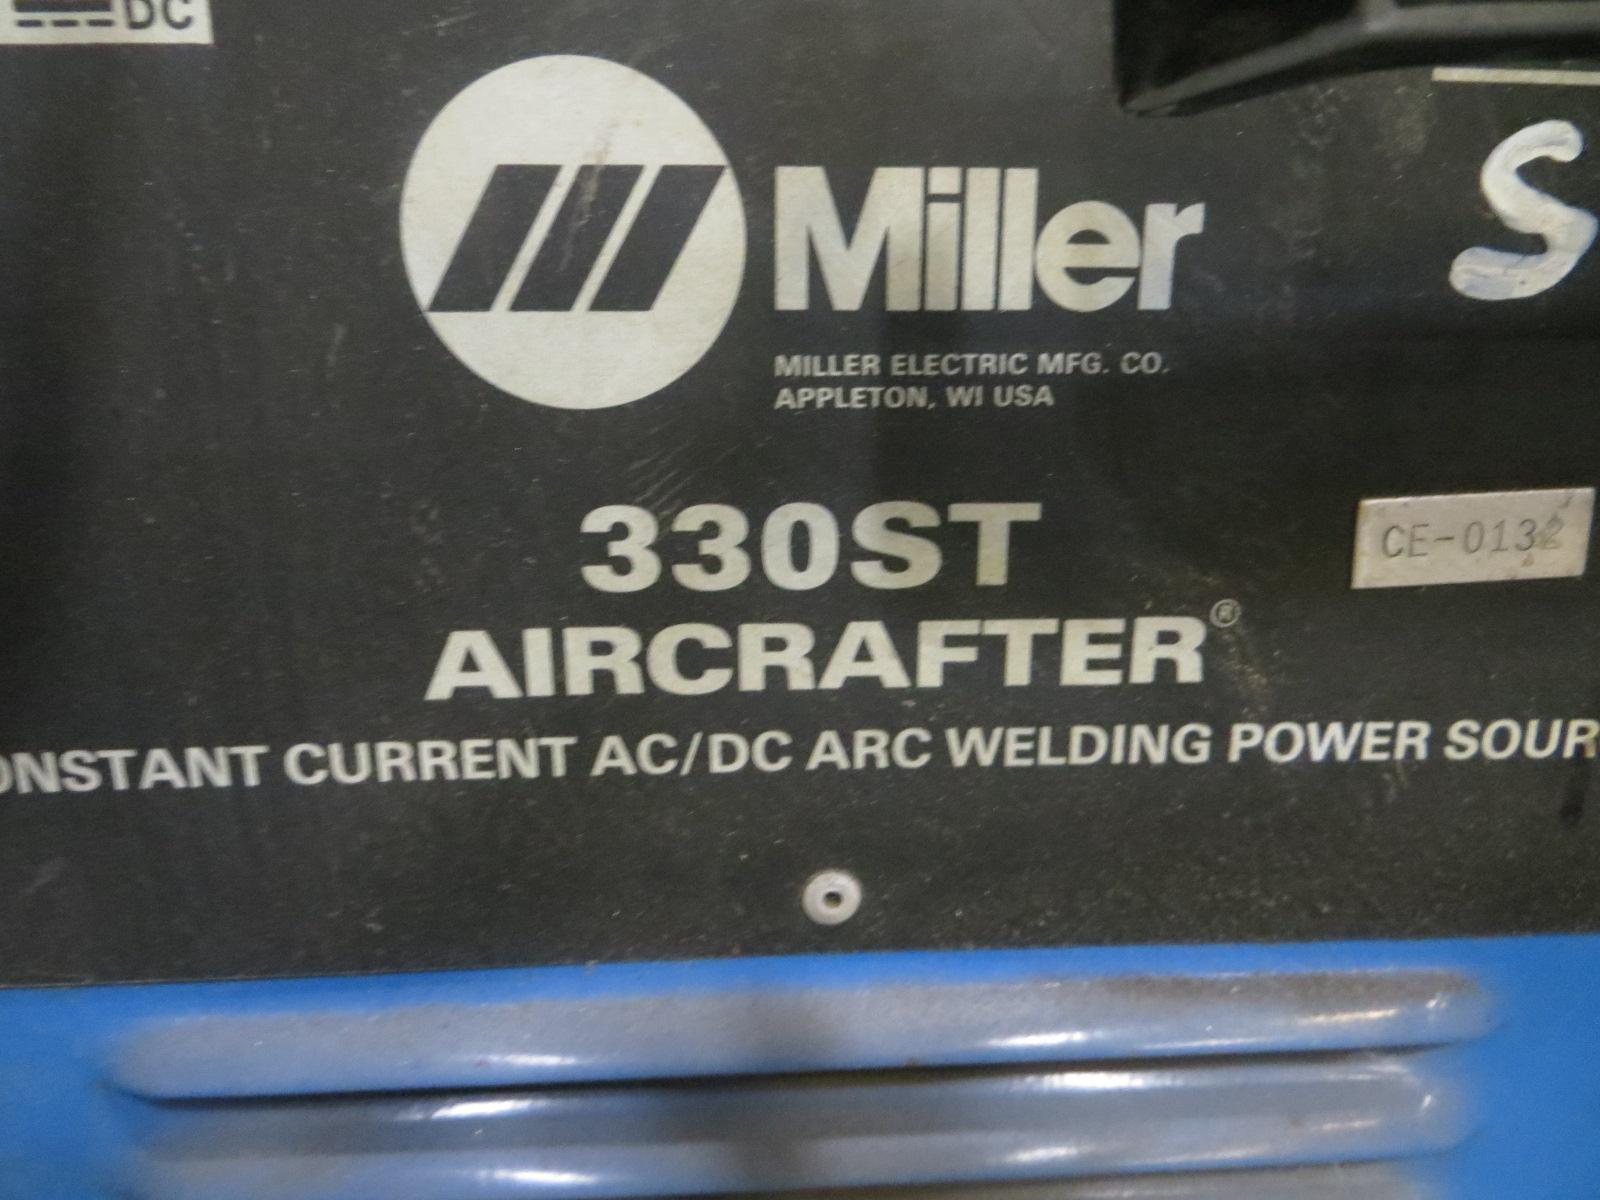 DC
Miller
S
MILLER ELECTRIC MFG. CO.
APPLETON, WI USA
330ST
CE-0132
AIRCRAFTER®
ONSTANT CURRENT AC/DC ARC WELDING POWER SOUR